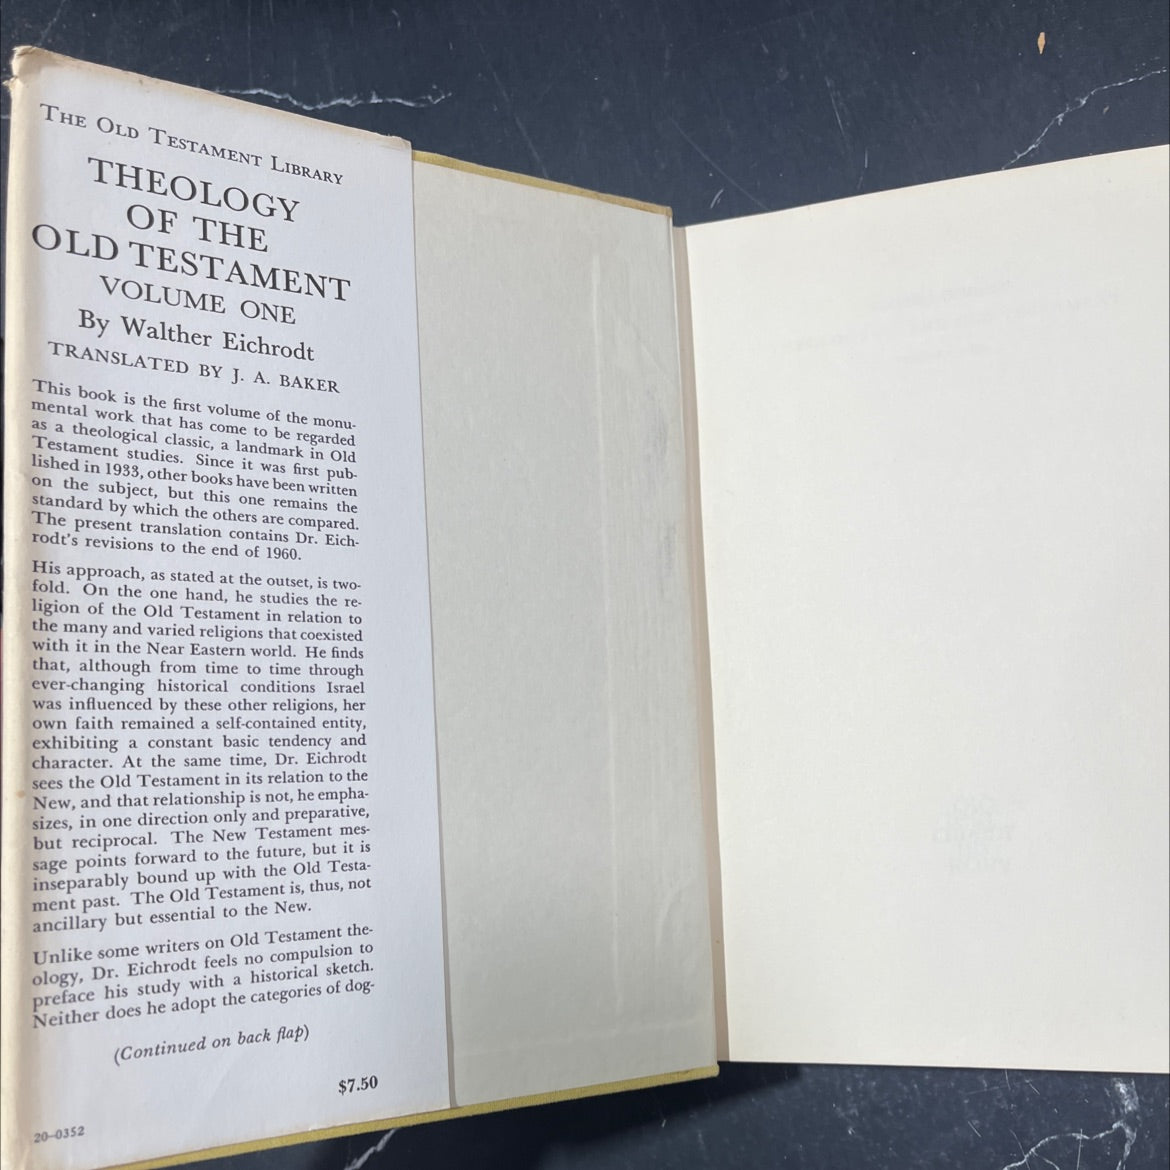 The Old Testament Library
THEOLOGY
OF THE
OLD TESTAMENT
VOLUME ONE
By Walther Eichrodt
TRANSLATED BY J. A. BAKER
This book is the first volume of the monu-
mental work that has come to be regarded
as a theological classic, a landmark in Old
Testament studies. Since it was first pub-
lished in 1933, other books have been written
on the subject, but this one remains the
standard by which the others are compared.
The present translation contains Dr. Eich-
rodt's revisions to the end of 1960.
His approach, as stated at the outset, is two-
fold. On the one hand, he studies the re-
ligion of the Old Testament in relation to
the many and varied religions that coexisted
with it in the Near Eastern world. He finds
that, although from time to time through
ever-changing historical conditions Israel
was influenced by these other religions, her
own faith remained a self-contained entity,
exhibiting a constant basic tendency and
character. At the same time, Dr. Eichrodt
sees the Old Testament in its relation to the
New, and that relationship is not, he empha-
sizes, in one direction only and preparative,
but reciprocal. The New Testament mes-
sage points forward to the future, but it is
inseparably bound up with the Old Testa-
ment past. The Old Testament is, thus, not
ancillary but essential to the New.
Unlike some writers on Old Testament the-
ology, Dr. Eichrodt feels no compulsion to
preface his study with a historical sketch.
Neither does he adopt the categories of dog-
(Continued on back flap)
$7.50
20-0352